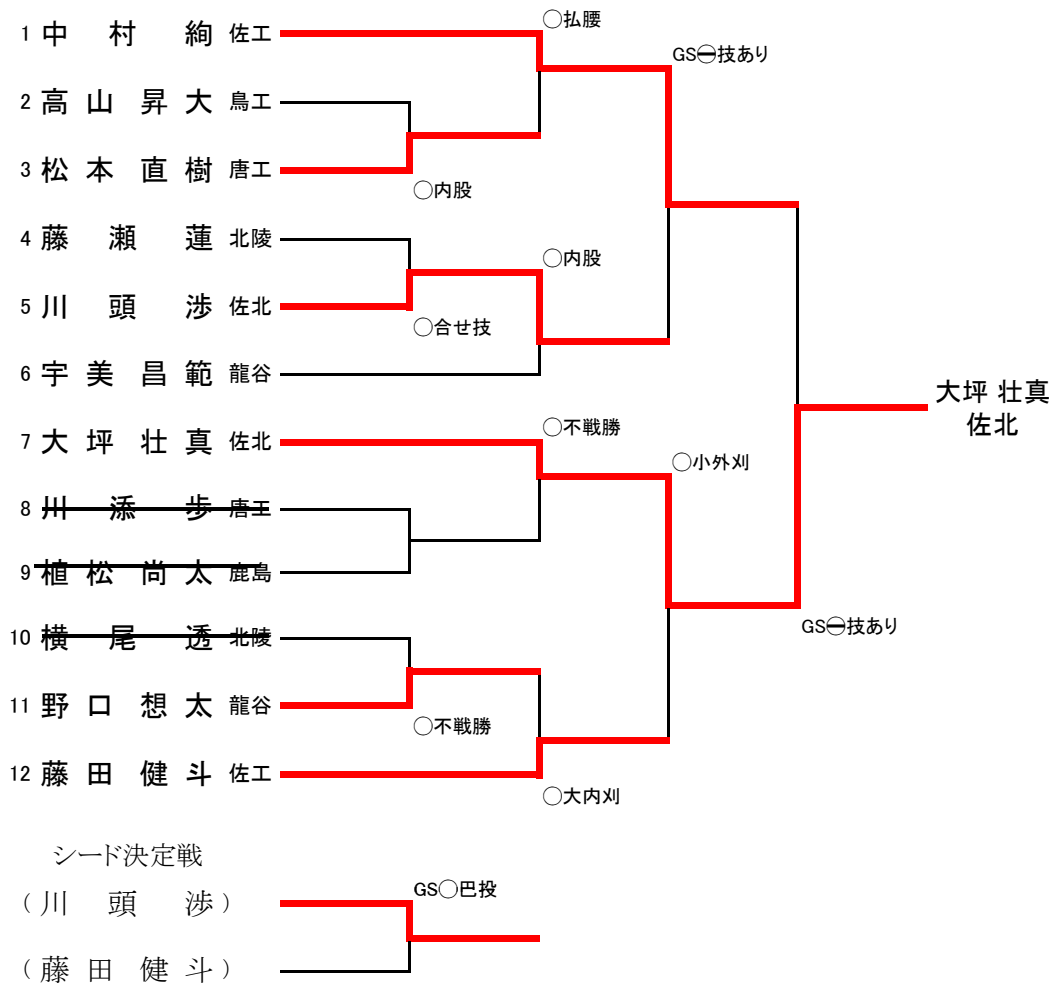 ○払腰
1 中村 絢 佐工
GS⊖技あり
2 高山昇大 鳥工
3 松本直樹 唐工
○内股
4 藤瀬 蓮 北陵
○内股
5 川頭 渉 佐北
○合せ技
6 宇美昌範 龍谷
大坪 壮真
佐北
7 大坪壮真 佐北
○不戦勝
○小外刈
8 川添 歩 唐工
9 植松尚太 鹿島
GS⊖技あり
10 横尾 透 北陵
11 野口想太 龍谷
○不戦勝
12 藤田健斗 佐工
○大内刈
シード決定戦
（川頭 渉）
GS○巴投
（藤田健斗）